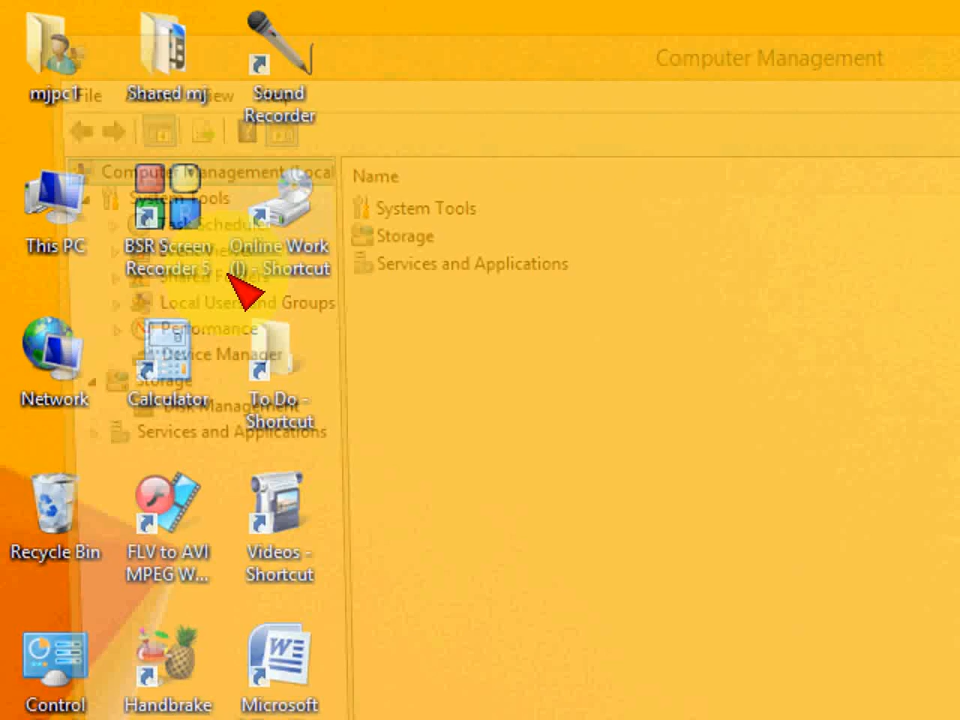 Computer Management
File
View
mjpc1
Shared mj
Sound
Recorder
Computer Management (Local
System Tools
Task Scheduler
Shared Folders
Local Users and Groups
Performance
Device Manager
Storage
Disk Management
Services and Applications
Name
System Tools
Storage
Services and Applications
This PC
BSR Screen
Recorder 5
Online Work
(I) - Shortcut
Network
Calculator
To Do -
Shortcut
Recycle Bin
FLV to AVI
MPEG W...
Videos -
Shortcut
Control
Handbrake
Microsoft